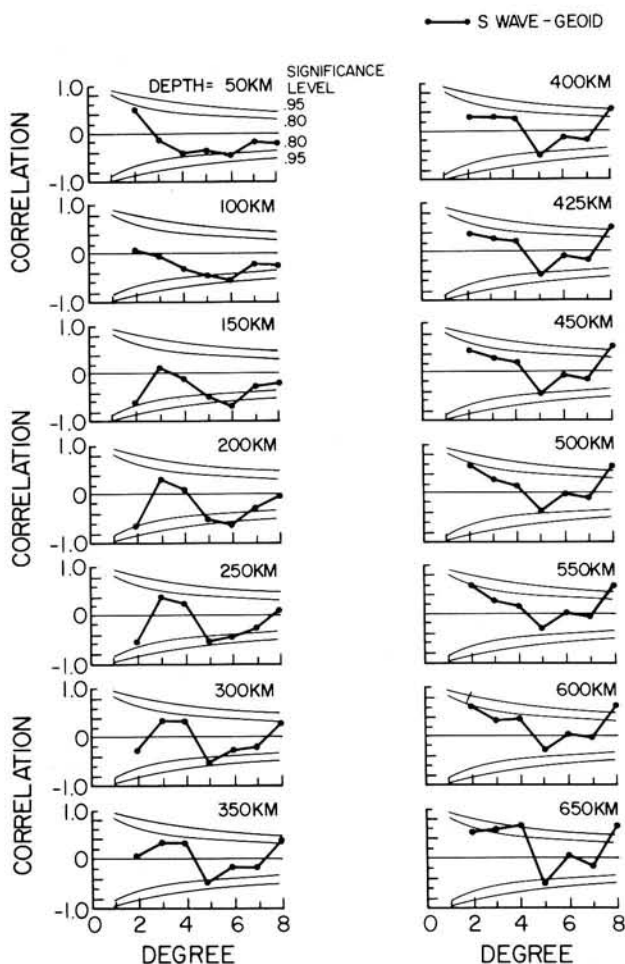 S WAVE - GEOID
DEPTH= 50KM
SIGNIFICANCE LEVEL
.95
.80
.80
.95
CORRELATION
1.0
0
-1.0
100KM
1.0
0
-1.0
150KM
1.0
0
-1.0
CORRELATION
200KM
1.0
0
-1.0
250KM
1.0
0
-1.0
300KM
1.0
0
-1.0
CORRELATION
350KM
1.0
0
-1.0
0 2 4 6 8
DEGREE
400KM
425KM
450KM
500KM
550KM
600KM
650KM
0 2 4 6 8
DEGREE